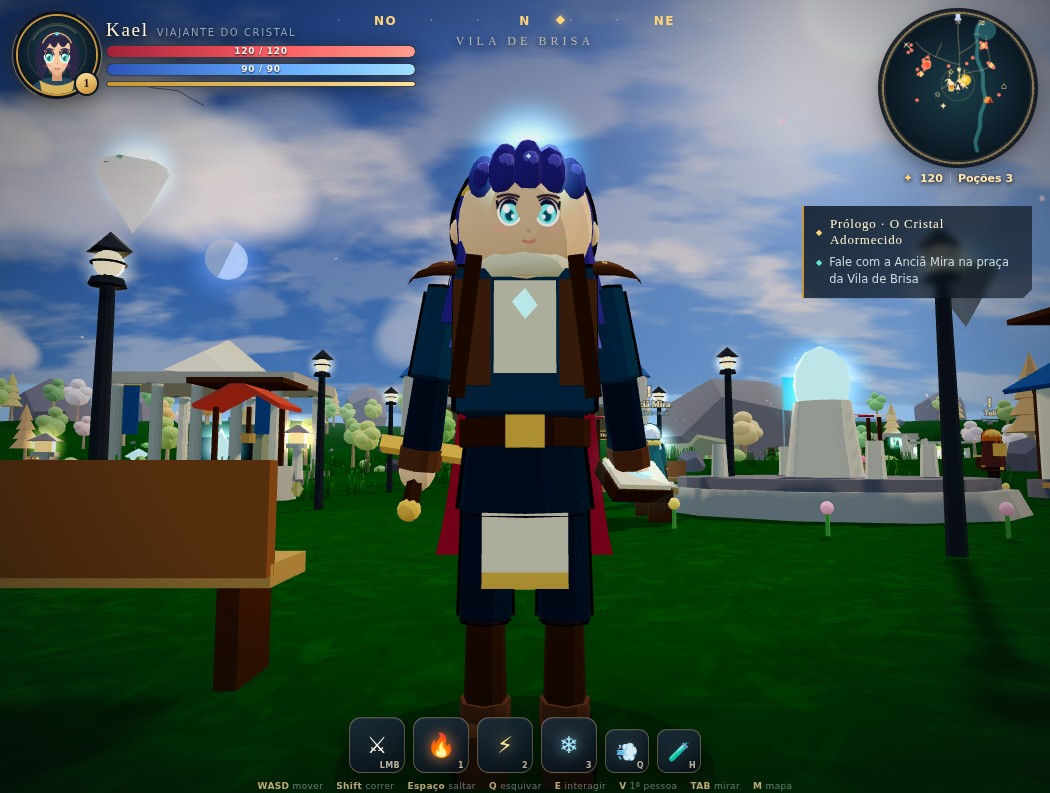 NO
N
NE
VILA DE BRISA
Kael VIAJANTE DO CRISTAL
120 / 120
90 / 90
1
120 | Poções 3
Prólogo · O Cristal
Adormecido
Fale com a Anciã Mira na praça
da Vila de Brisa
!
!
LMB
1
2
3
Q
H
WASD mover Shift correr Espaço saltar Q esquivar E interagir V 1ª pessoa TAB mirar M mapa